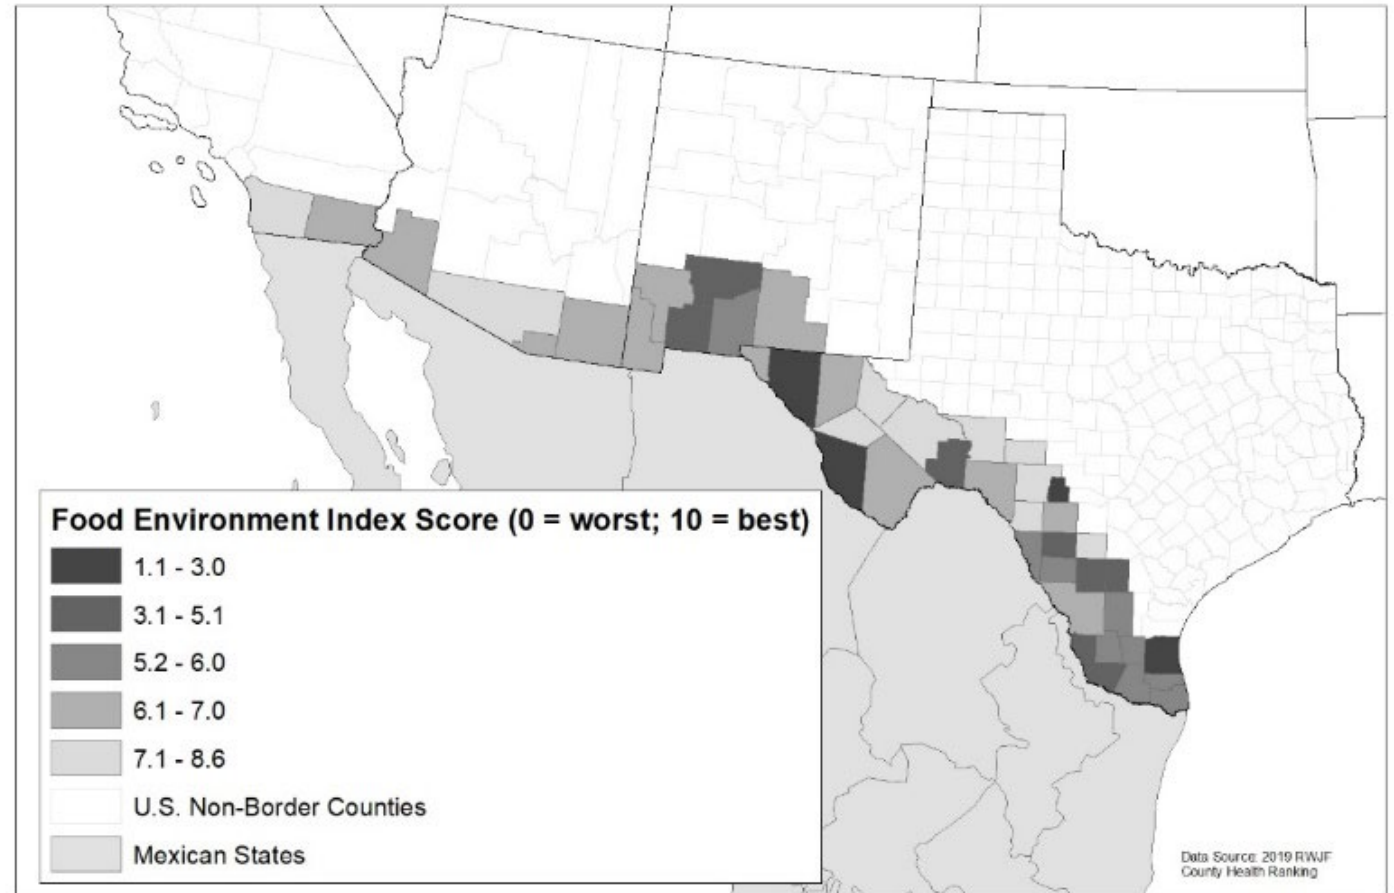 Food Environment Index Score (0 = worst; 10 = best)
1.1 - 3.0
3.1 - 5.1
5.2 - 6.0
6.1 - 7.0
7.1 - 8.6
U.S. Non-Border Counties
Mexican States
Data Source: 2019 RWJF
County Health Ranking